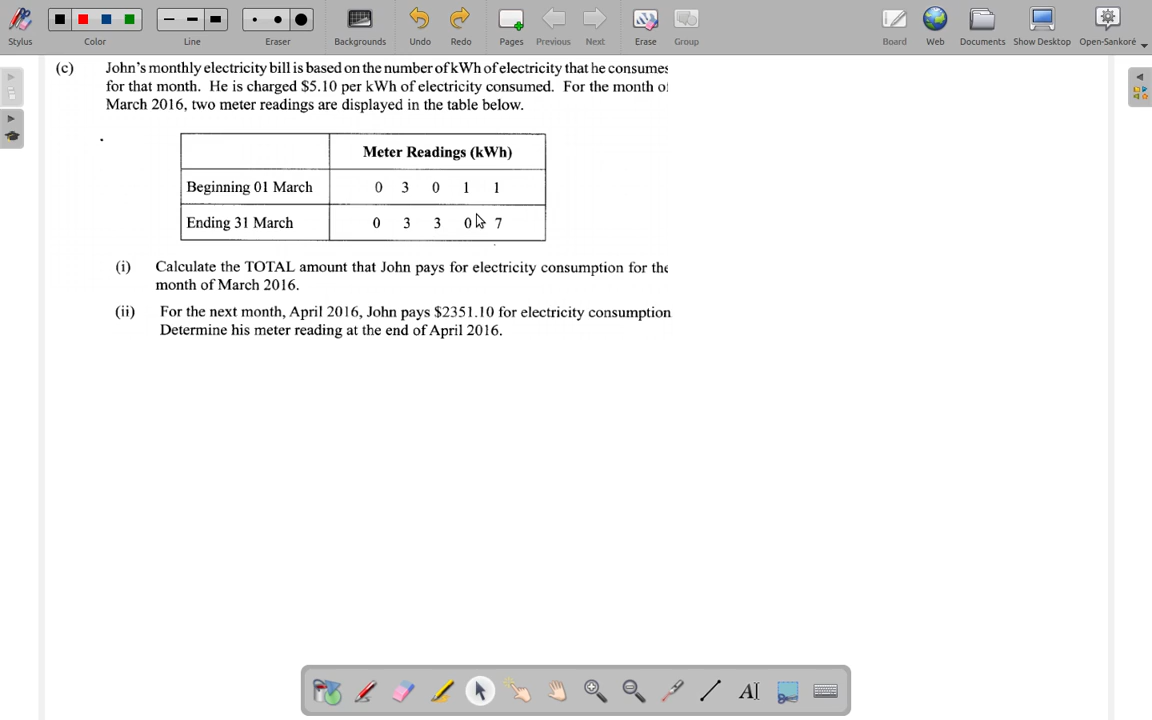 Stylus
Color
Line
Eraser
Backgrounds
Undo
Redo
Pages
Previous
Next
Erase
Group
Board
Web
Documents
Show Desktop
Open-Sankoré
(c) John's monthly electricity bill is based on the number of kWh of electricity that he consumes
for that month. He is charged $5.10 per kWh of electricity consumed. For the month o
March 2016, two meter readings are displayed in the table below.
Meter Readings (kWh)
Beginning 01 March 0 3 0 1 1
Ending 31 March 0 3 3 0 7
(i) Calculate the TOTAL amount that John pays for electricity consumption for the
month of March 2016.
(ii) For the next month, April 2016, John pays $2351.10 for electricity consumption
Determine his meter reading at the end of April 2016.
AI